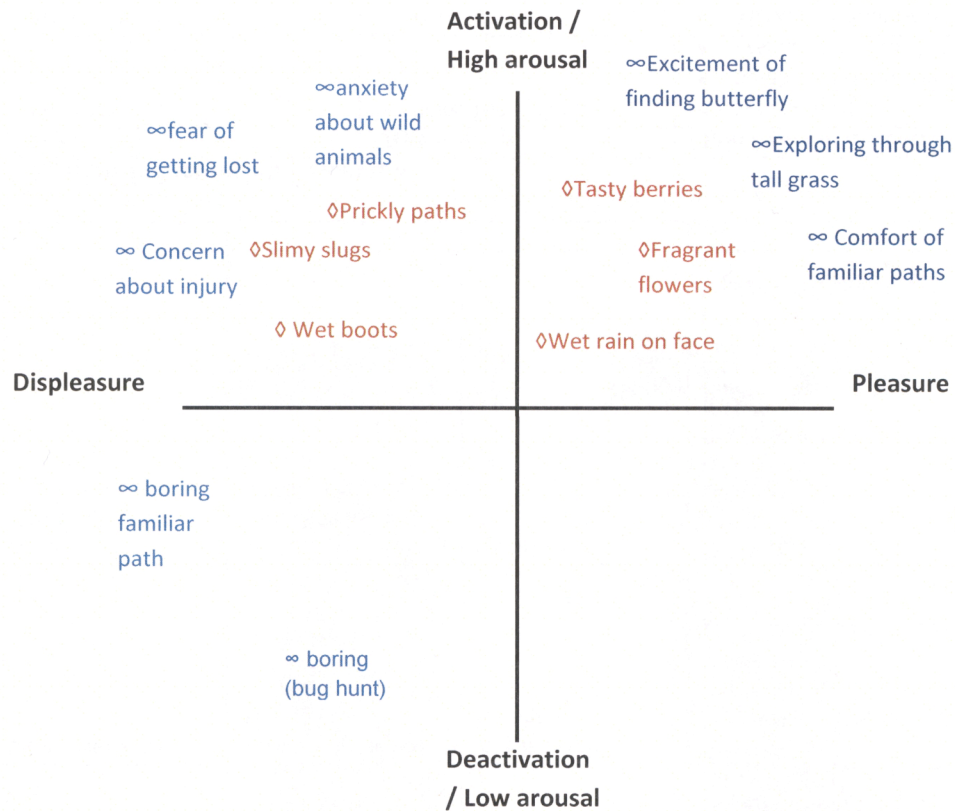 Activation /
High arousal
∞Excitement of
finding butterfly
∞anxiety
about wild
animals
∞fear of
getting lost
∞Exploring through
tall grass
◊Tasty berries
◊Prickly paths
∞ Comfort of
familiar paths
∞ Concern
about injury
◊Slimy slugs
◊Fragrant
flowers
◊ Wet boots
◊Wet rain on face
Displeasure
Pleasure
∞ boring
familiar
path
∞ boring
(bug hunt)
Deactivation
/ Low arousal